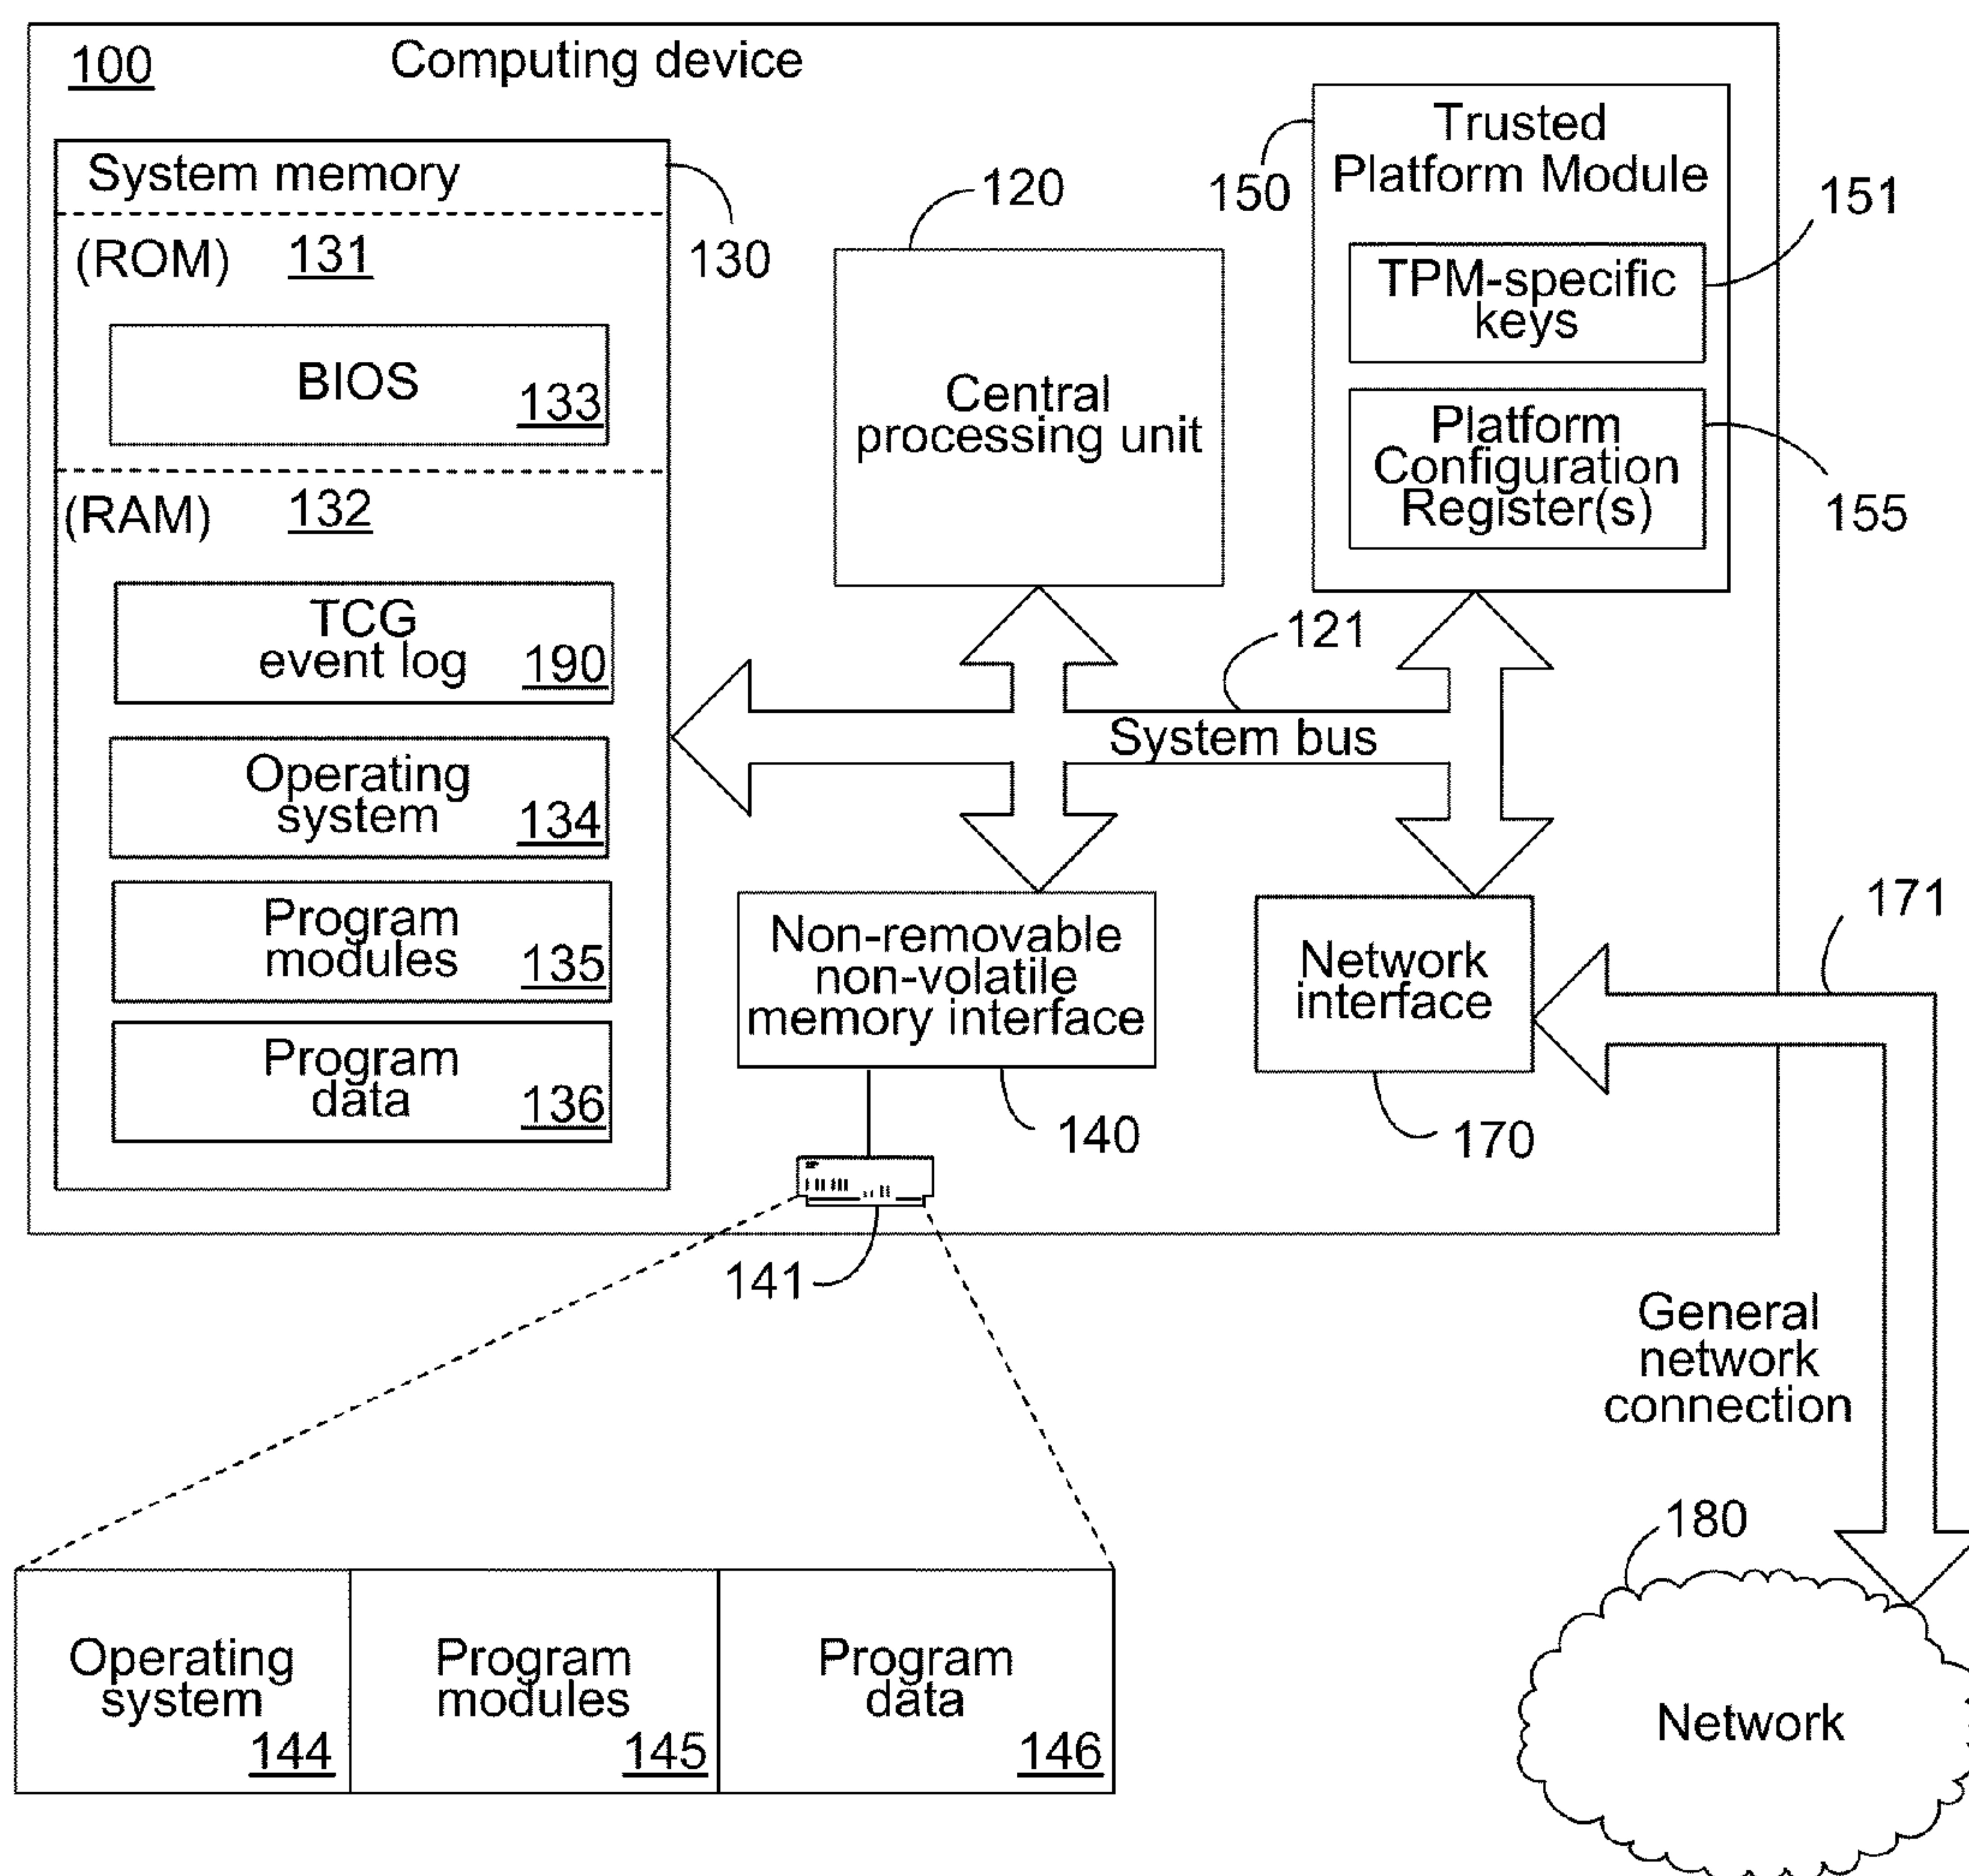 100
Computing device
System memory
130
(ROM) 131
BIOS 133
(RAM) 132
TCG
event log 190
Operating
system 134
Program
modules 135
Program
data 136
120
Central
processing unit
150
Trusted
Platform Module
151
TPM-specific
keys
Platform
Configuration
Register(s)
155
121
System bus
Non-removable
non-volatile
memory interface
140
141
Network
interface
170
171
General
network
connection
180
Network
Operating
system 144
Program
modules 145
Program
data 146